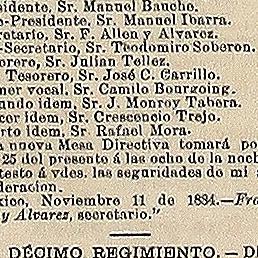 sidente, Sr. Manuel Baucho.
-Presidente, Sr. Manuel Ibarra.
retario, Sr. F. Allen y Alvarez.
-Secretario, Sr. Teodomiro Soberon.
orero, Sr. Julian Tellez.
Tesorero, Sr. José C. Carrillo.
mer vocal, Sr. Camilo Bourgoing.
undo idem, Sr. J. Monroy Tabera.
cer idem, Sr. Crescencio Trejo.
rto idem, Sr. Rafael Mora.
a nueva Mesa Directiva tomará po
25 del presente á las ocho de la noch
testo á vdes. las seguridades de mi
deracion.
xico, Noviembre 11 de 1884.—Fra
y Alvarez, secretario."
DÉCIMO REGIMIENTO.—D